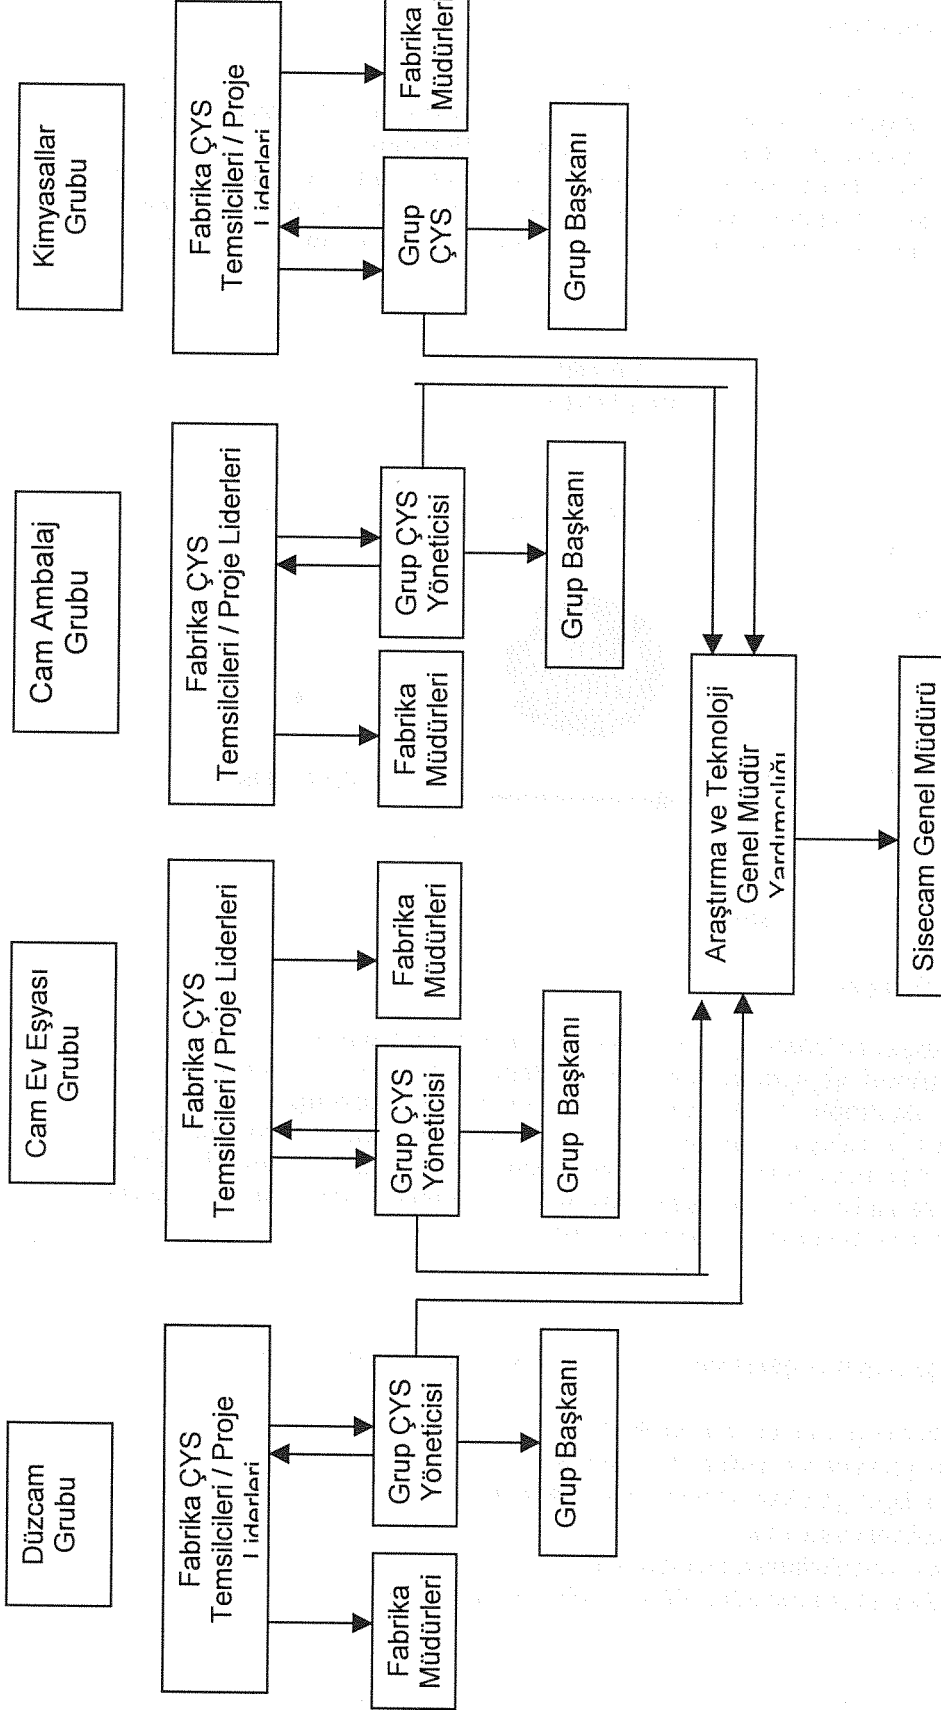 Düzcam
Grubu
Cam Ev Eşyası
Grubu
Cam Ambalaj
Grubu
Kimyasallar
Grubu
Fabrika ÇYS
Temsilcileri / Proje
Liderleri
Fabrika ÇYS
Temsilcileri / Proje Liderleri
Fabrika ÇYS
Temsilcileri / Proje Liderleri
Fabrika ÇYS
Temsilcileri / Proje
Liderleri
Fabrika
Müdürleri
Grup ÇYS
Yöneticisi
Grup ÇYS
Yöneticisi
Fabrika
Müdürleri
Fabrika
Müdürleri
Grup ÇYS
Yöneticisi
Grup
ÇYS
Fabrika
Müdürleri
Grup Başkanı
Grup Başkanı
Grup Başkanı
Grup Başkanı
Araştırma ve Teknoloji
Genel Müdür
Yardımcılığı
Sisecam Genel Müdürü